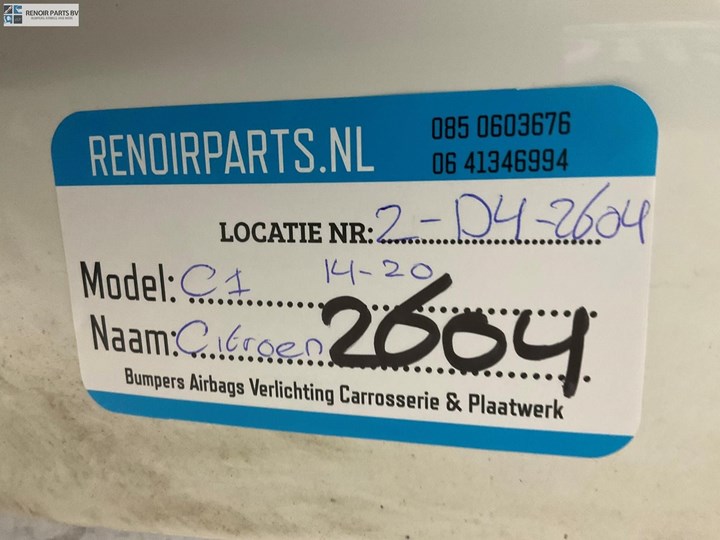 RENOIR PARTS BV
RENOIRPARTS.NL
085 0603676
06 41346994
LOCATIE NR: 2-D4-2604
Model: C1 14-20
Naam: Citroen 2604
Bumpers Airbags Verlichting Carrosserie & Plaatwerk